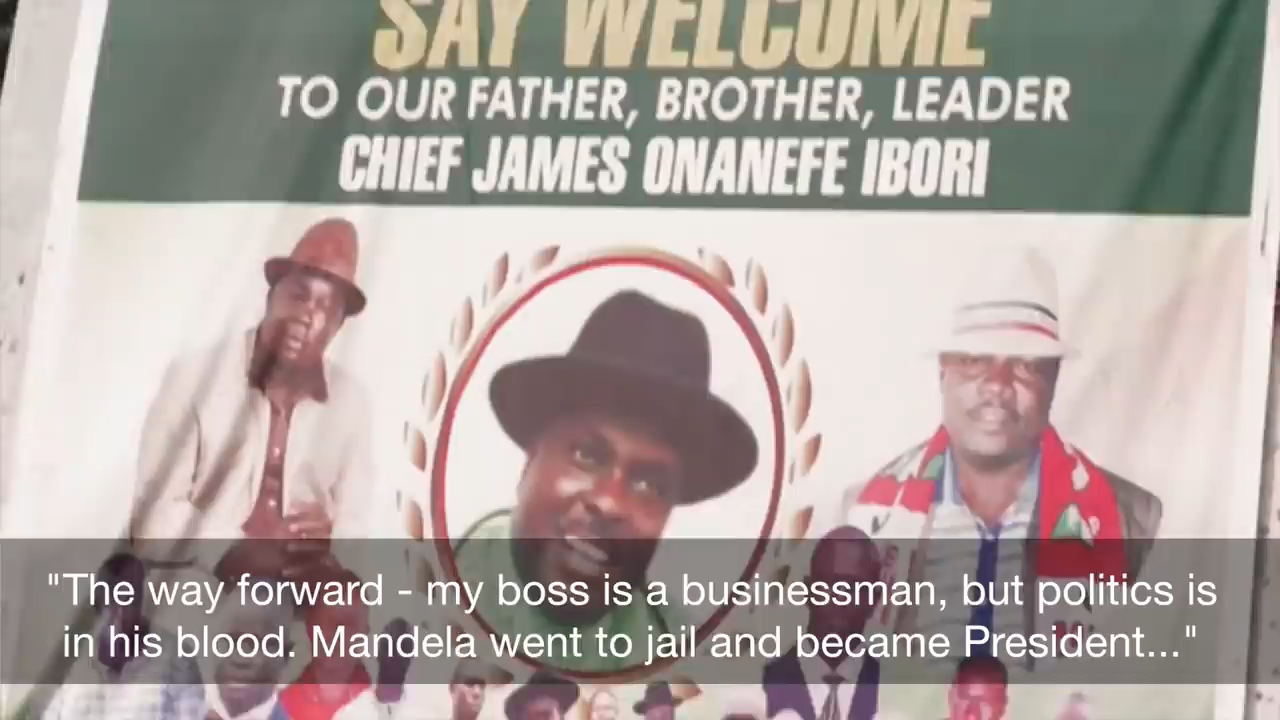 SAY WELCOME
TO OUR FATHER, BROTHER, LEADER
CHIEF JAMES ONANEFE IBORI
"The way forward - my boss is a businessman, but politics is
in his blood. Mandela went to jail and became President..."